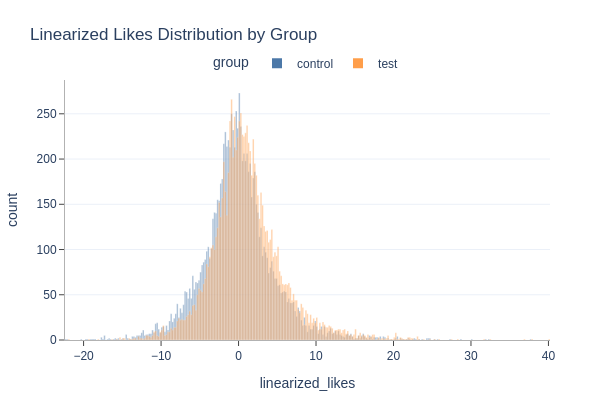 Linearized Likes Distribution by Group
group control test
250
200
150
100
50
0
−20 −10 0 10 20 30 40
count
linearized_likes